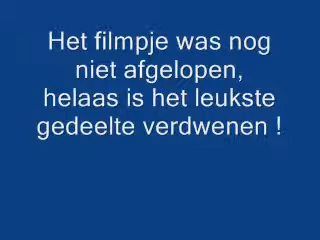 Het filmpje was nog
niet afgelopen,
helaas is het leukste
gedeelte verdwenen !